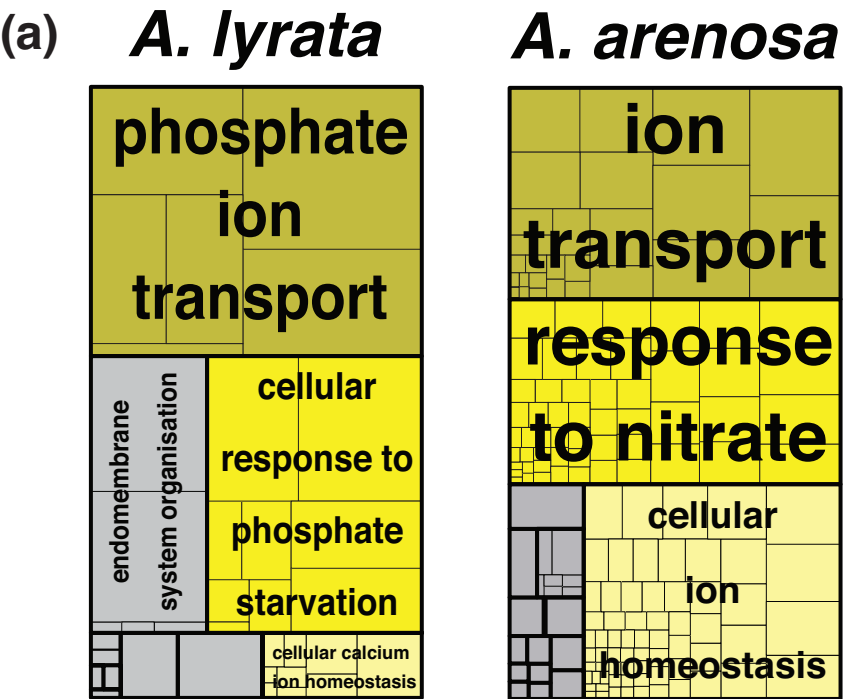 (a) A. lyrata A. arenosa
phosphate
ion
transport
endomembrane
system organisation
cellular
response to
phosphate
starvation
cellular calcium
ion homeostasis
ion
transport
response
to nitrate
cellular
ion
homeostasis